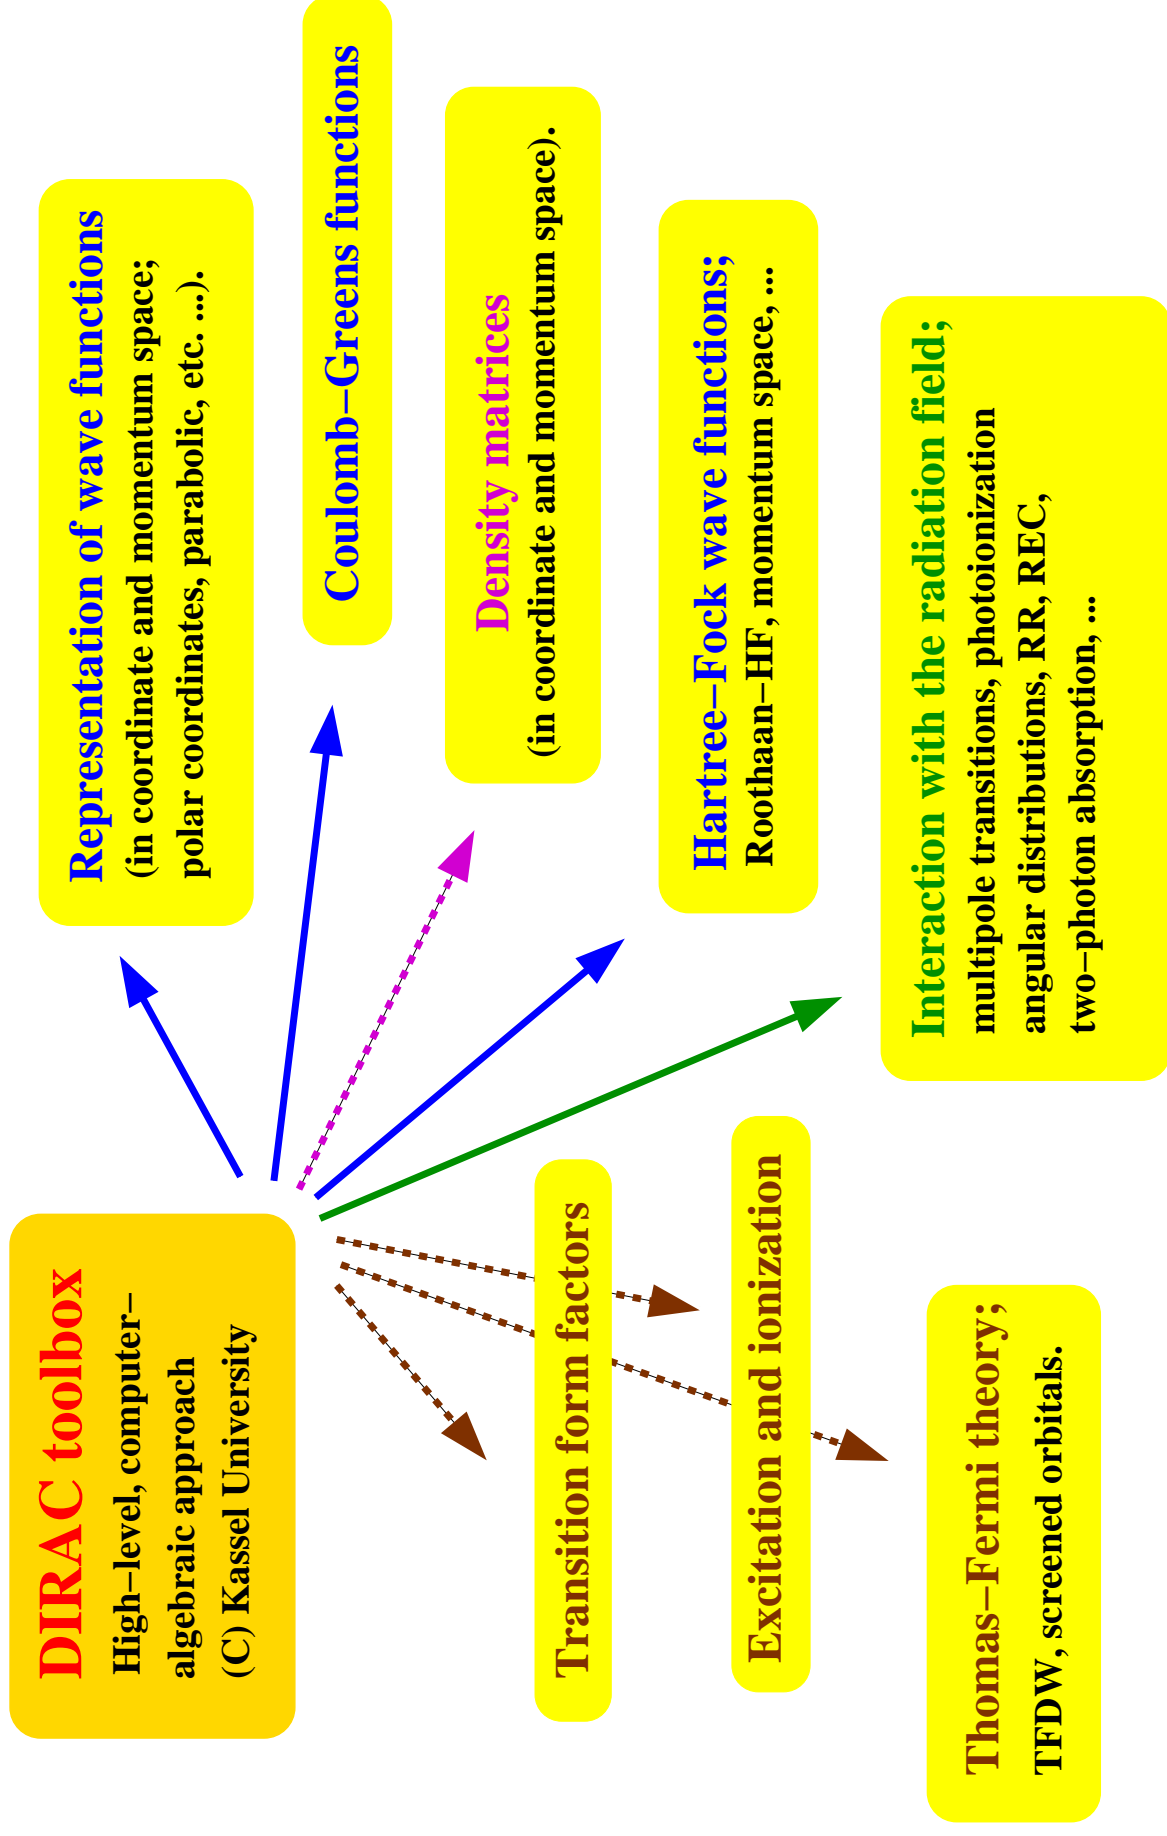 DIRAC toolbox
High–level, computer–
algebraic approach
(C) Kassel University
Representation of wave functions
(in coordinate and momentum space;
polar coordinates, parabolic, etc. ...).
Coulomb–Greens functions
Density matrices
(in coordinate and momentum space).
Hartree–Fock wave functions;
Roothaan–HF, momentum space, ...
Interaction with the radiation field;
multipole transitions, photoionization
angular distributions, RR, REC,
two–photon absorption, ...
Transition form factors
Excitation and ionization
Thomas–Fermi theory;
TFDW, screened orbitals.